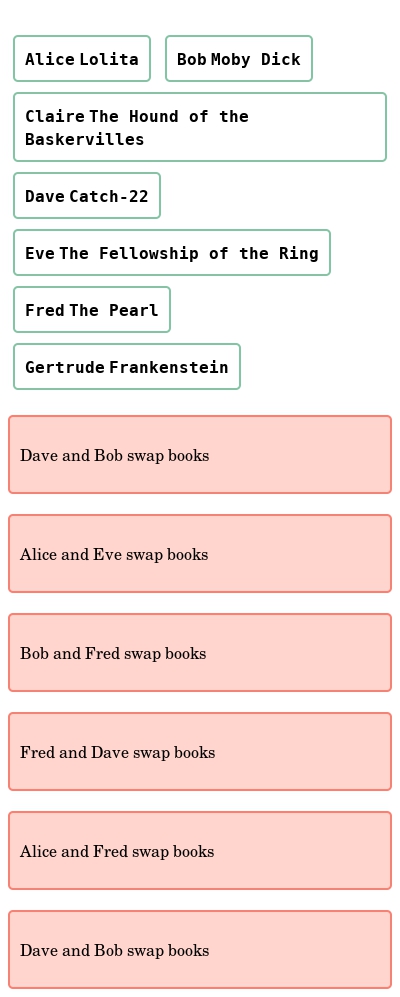 Alice Lolita
Bob Moby Dick
Claire The Hound of the
Baskervilles
Dave Catch-22
Eve The Fellowship of the Ring
Fred The Pearl
Gertrude Frankenstein
Dave and Bob swap books
Alice and Eve swap books
Bob and Fred swap books
Fred and Dave swap books
Alice and Fred swap books
Dave and Bob swap books